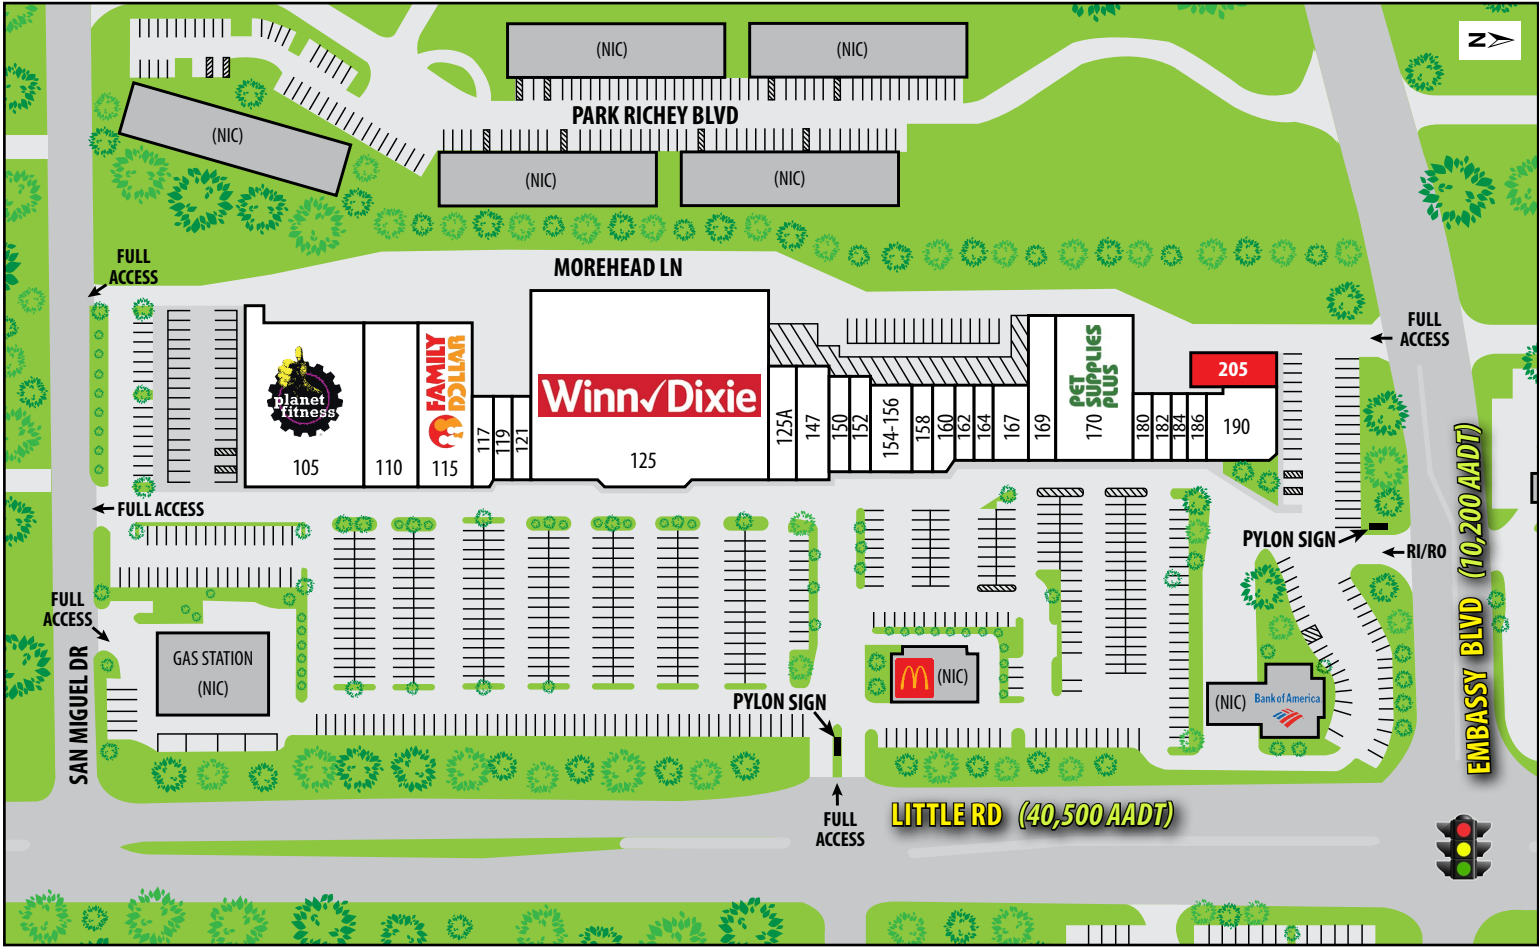 (NIC)
(NIC)
N
PARK RICHEY BLVD
(NIC)
(NIC)
(NIC)
FULL
ACCESS
MOREHEAD LN
FULL
ACCESS
planet
fitness
FAMILY
DOLLAR
Winn Dixie
PET
SUPPLIES
PLUS
205
105
110
115
117
119
121
125
125A
147
150
152
154-156
158
160
162
164
167
169
170
180
182
184
186
190
FULL ACCESS
PYLON SIGN
RI/RO
EMBASSY BLVD (10,200 AADT)
FULL
ACCESS
SAN MIGUEL DR
GAS STATION
(NIC)
(NIC)
(NIC)
Bank of America
PYLON SIGN
FULL
ACCESS
LITTLE RD (40,500 AADT)